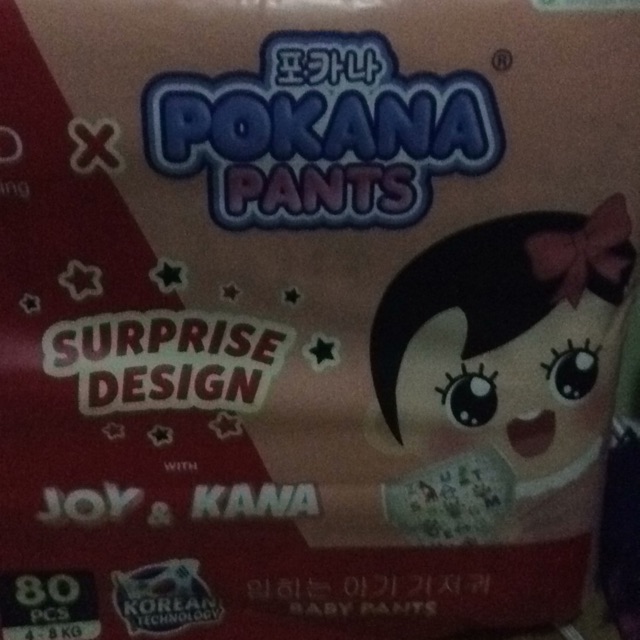 포카나
®
POKANA
PANTS
x
ing
SURPRISE
DESIGN
WITH
JOY & KANA
80
PCS
4 - 8 KG
KOREAN
TECHNOLOGY
입히는 아기 기저귀
BABY PANTS